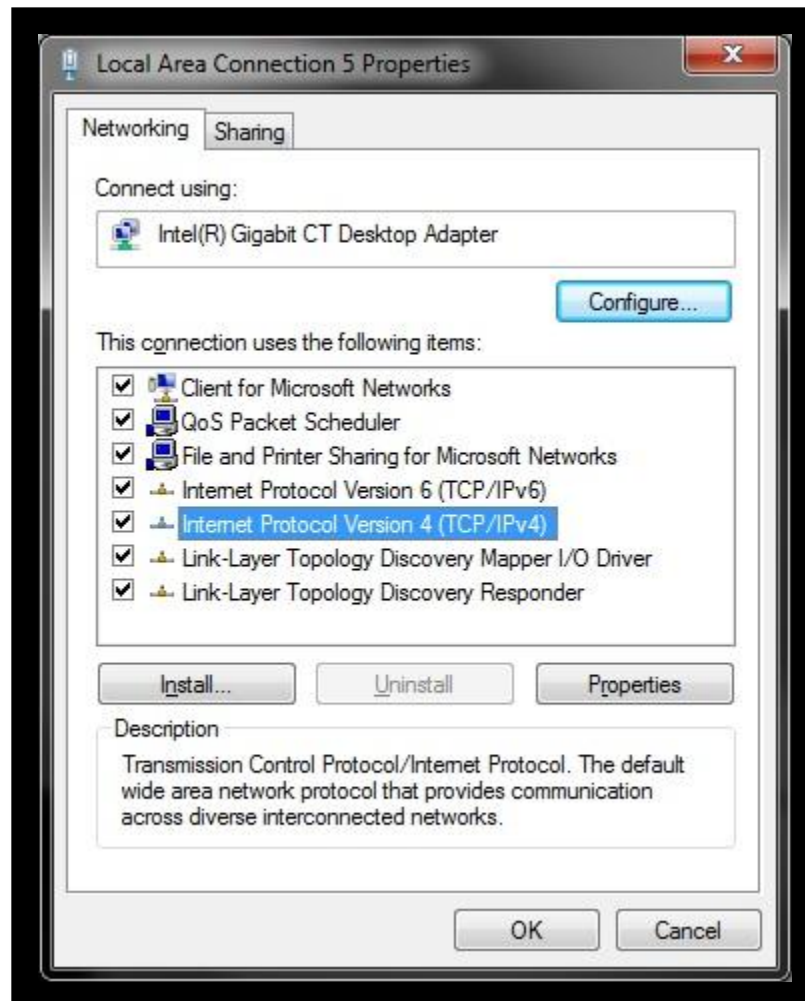 Local Area Connection 5 Properties
Networking
Sharing
Connect using:
Intel(R) Gigabit CT Desktop Adapter
Configure...
This connection uses the following items:
Client for Microsoft Networks
QoS Packet Scheduler
File and Printer Sharing for Microsoft Networks
Internet Protocol Version 6 (TCP/IPv6)
Internet Protocol Version 4 (TCP/IPv4)
Link-Layer Topology Discovery Mapper I/O Driver
Link-Layer Topology Discovery Responder
Install...
Uninstall
Properties
Description
Transmission Control Protocol/Internet Protocol. The default
wide area network protocol that provides communication
across diverse interconnected networks.
OK
Cancel